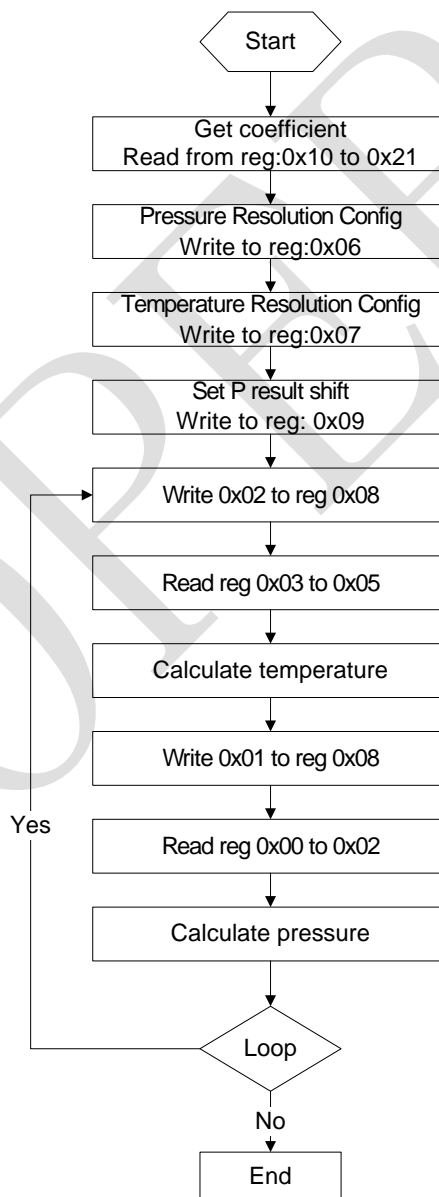 Start
Get coefficient
Read from reg:0x10 to 0x21
Pressure Resolution Config
Write to reg:0x06
Temperature Resolution Config
Write to reg:0x07
Set P result shift
Write to reg: 0x09
Write 0x02 to reg 0x08
Read reg 0x03 to 0x05
Calculate temperature
Write 0x01 to reg 0x08
Yes
Read reg 0x00 to 0x02
Calculate pressure
Loop
No
End